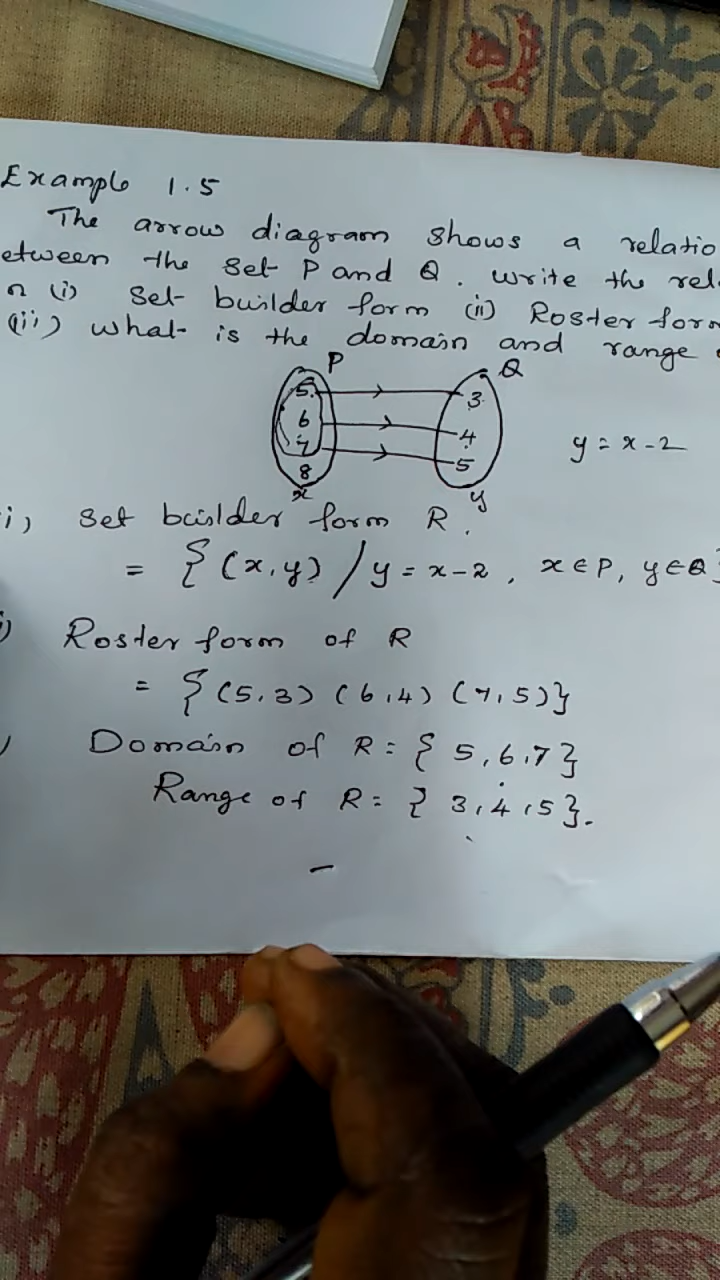 Example 1.5
The arrow diagram shows a relatio
etween the set P and Q. write the rel
n (i) Set builder form (ii) Roster form
(iii) what is the domain and range
P Q
5. 3
6 4
7 5
8
x y
y = x-2
i) Set builder form R.
= {(x,y) / y = x-2, x∈P, y∈Q}
i) Roster form of R
= {(5,3) (6,4) (7,5)}
) Domain of R = {5,6,7}
Range of R = {3,4,5}.